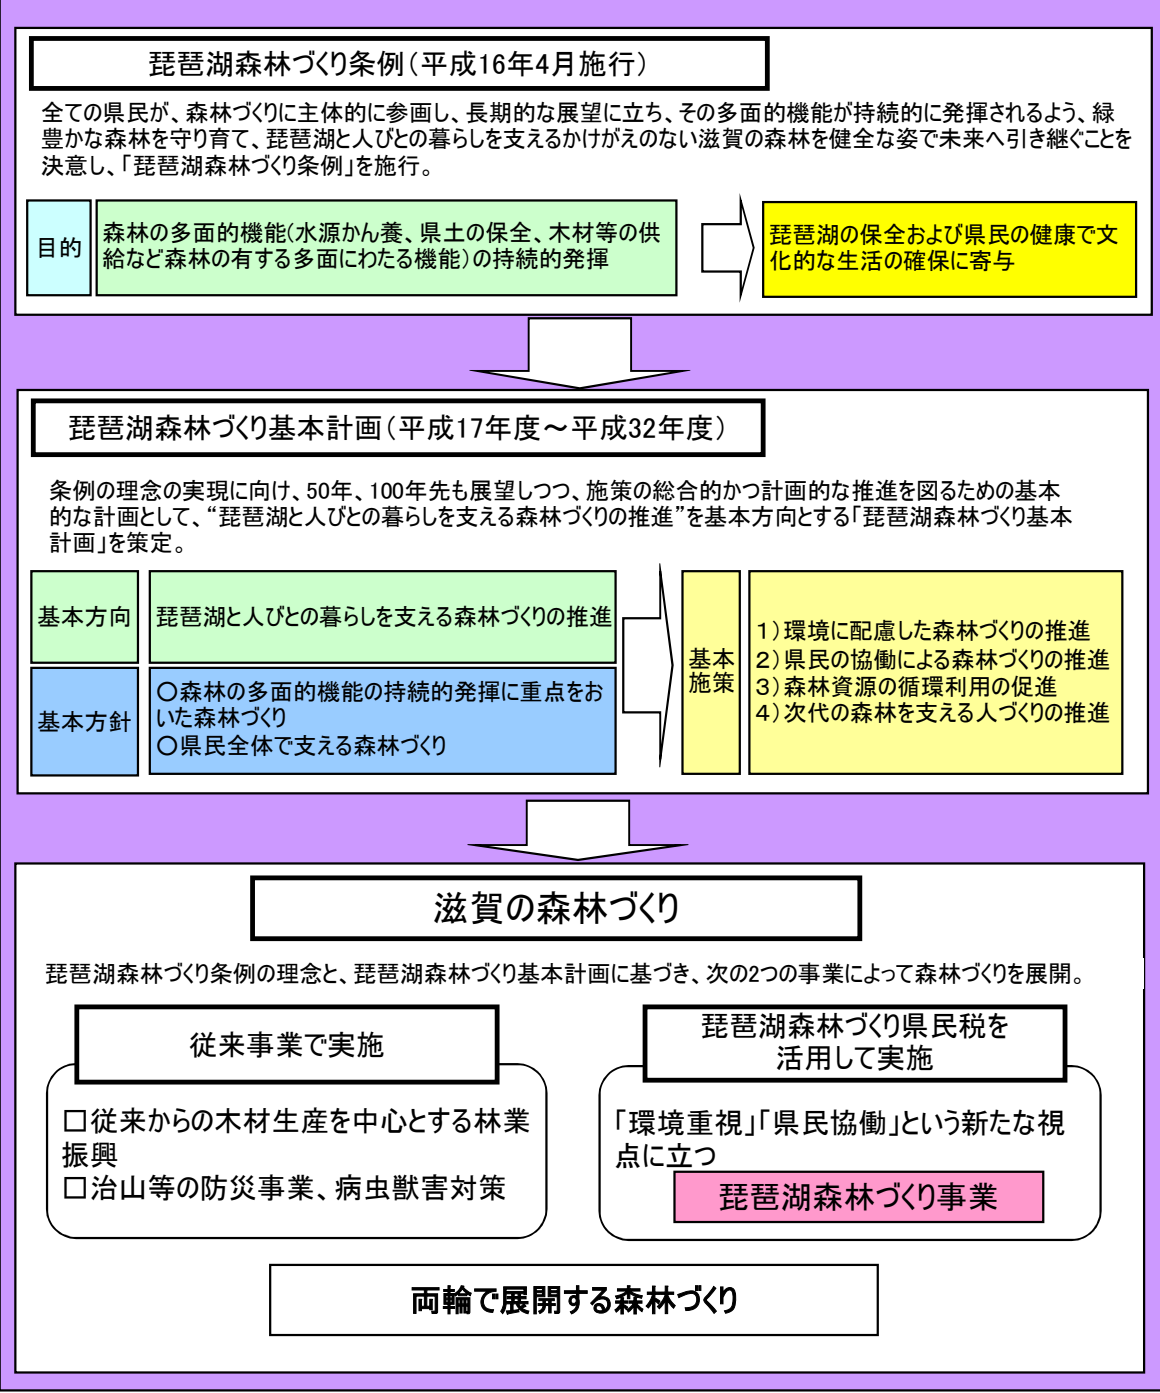 琵琶湖森林づくり条例（平成16年4月施行）
全ての県民が、森林づくりに主体的に参画し、長期的な展望に立ち、その多面的機能が持続的に発揮されるよう、緑
豊かな森林を守り育て、琵琶湖と人びとの暮らしを支えるかけがえのない滋賀の森林を健全な姿で未来へ引き継ぐことを
決意し、「琵琶湖森林づくり条例」を施行。
目的
森林の多面的機能（水源かん養、県土の保全、木材等の供
給など森林の有する多面にわたる機能）の持続的発揮
琵琶湖の保全および県民の健康で文
化的な生活の確保に寄与
琵琶湖森林づくり基本計画（平成17年度～平成32年度）
条例の理念の実現に向け、50年、100年先も展望しつつ、施策の総合的かつ計画的な推進を図るための基本
的な計画として、“琵琶湖と人びとの暮らしを支える森林づくりの推進”を基本方向とする「琵琶湖森林づくり基本
計画」を策定。
基本方向
琵琶湖と人びとの暮らしを支える森林づくりの推進
基本方針
○森林の多面的機能の持続的発揮に重点をお
いた森林づくり
○県民全体で支える森林づくり
基本
施策
１）環境に配慮した森林づくりの推進
２）県民の協働による森林づくりの推進
３）森林資源の循環利用の促進
４）次代の森林を支える人づくりの推進
滋賀の森林づくり
琵琶湖森林づくり条例の理念と、琵琶湖森林づくり基本計画に基づき、次の2つの事業によって森林づくりを展開。
従来事業で実施
□従来からの木材生産を中心とする林業
振興
□治山等の防災事業、病虫獣害対策
琵琶湖森林づくり県民税を
活用して実施
「環境重視」「県民協働」という新たな視
点に立つ
琵琶湖森林づくり事業
両輪で展開する森林づくり